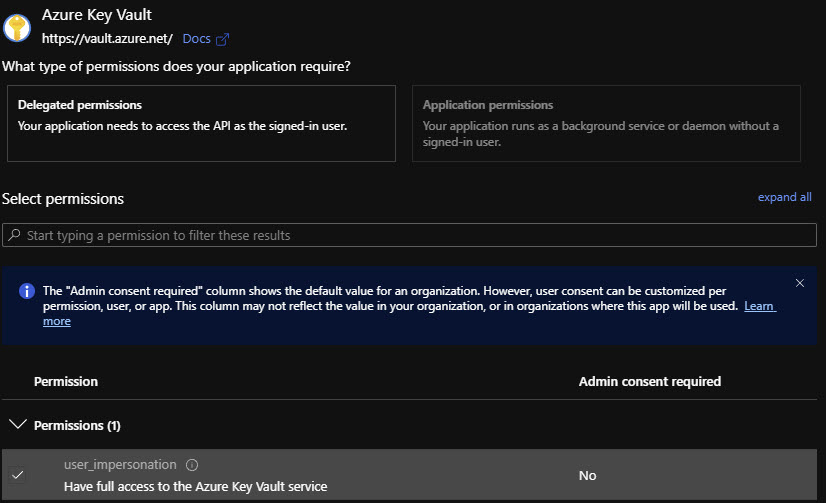 Azure Key Vault
https://vault.azure.net/ Docs
What type of permissions does your application require?
Delegated permissions
Your application needs to access the API as the signed-in user.
Application permissions
Your application runs as a background service or daemon without a
signed-in user.
Select permissions
expand all
Start typing a permission to filter these results
The "Admin consent required" column shows the default value for an organization. However, user consent can be customized per
permission, user, or app. This column may not reflect the value in your organization, or in organizations where this app will be used. Learn
more
Permission
Admin consent required
Permissions (1)
user_impersonation
Have full access to the Azure Key Vault service
No